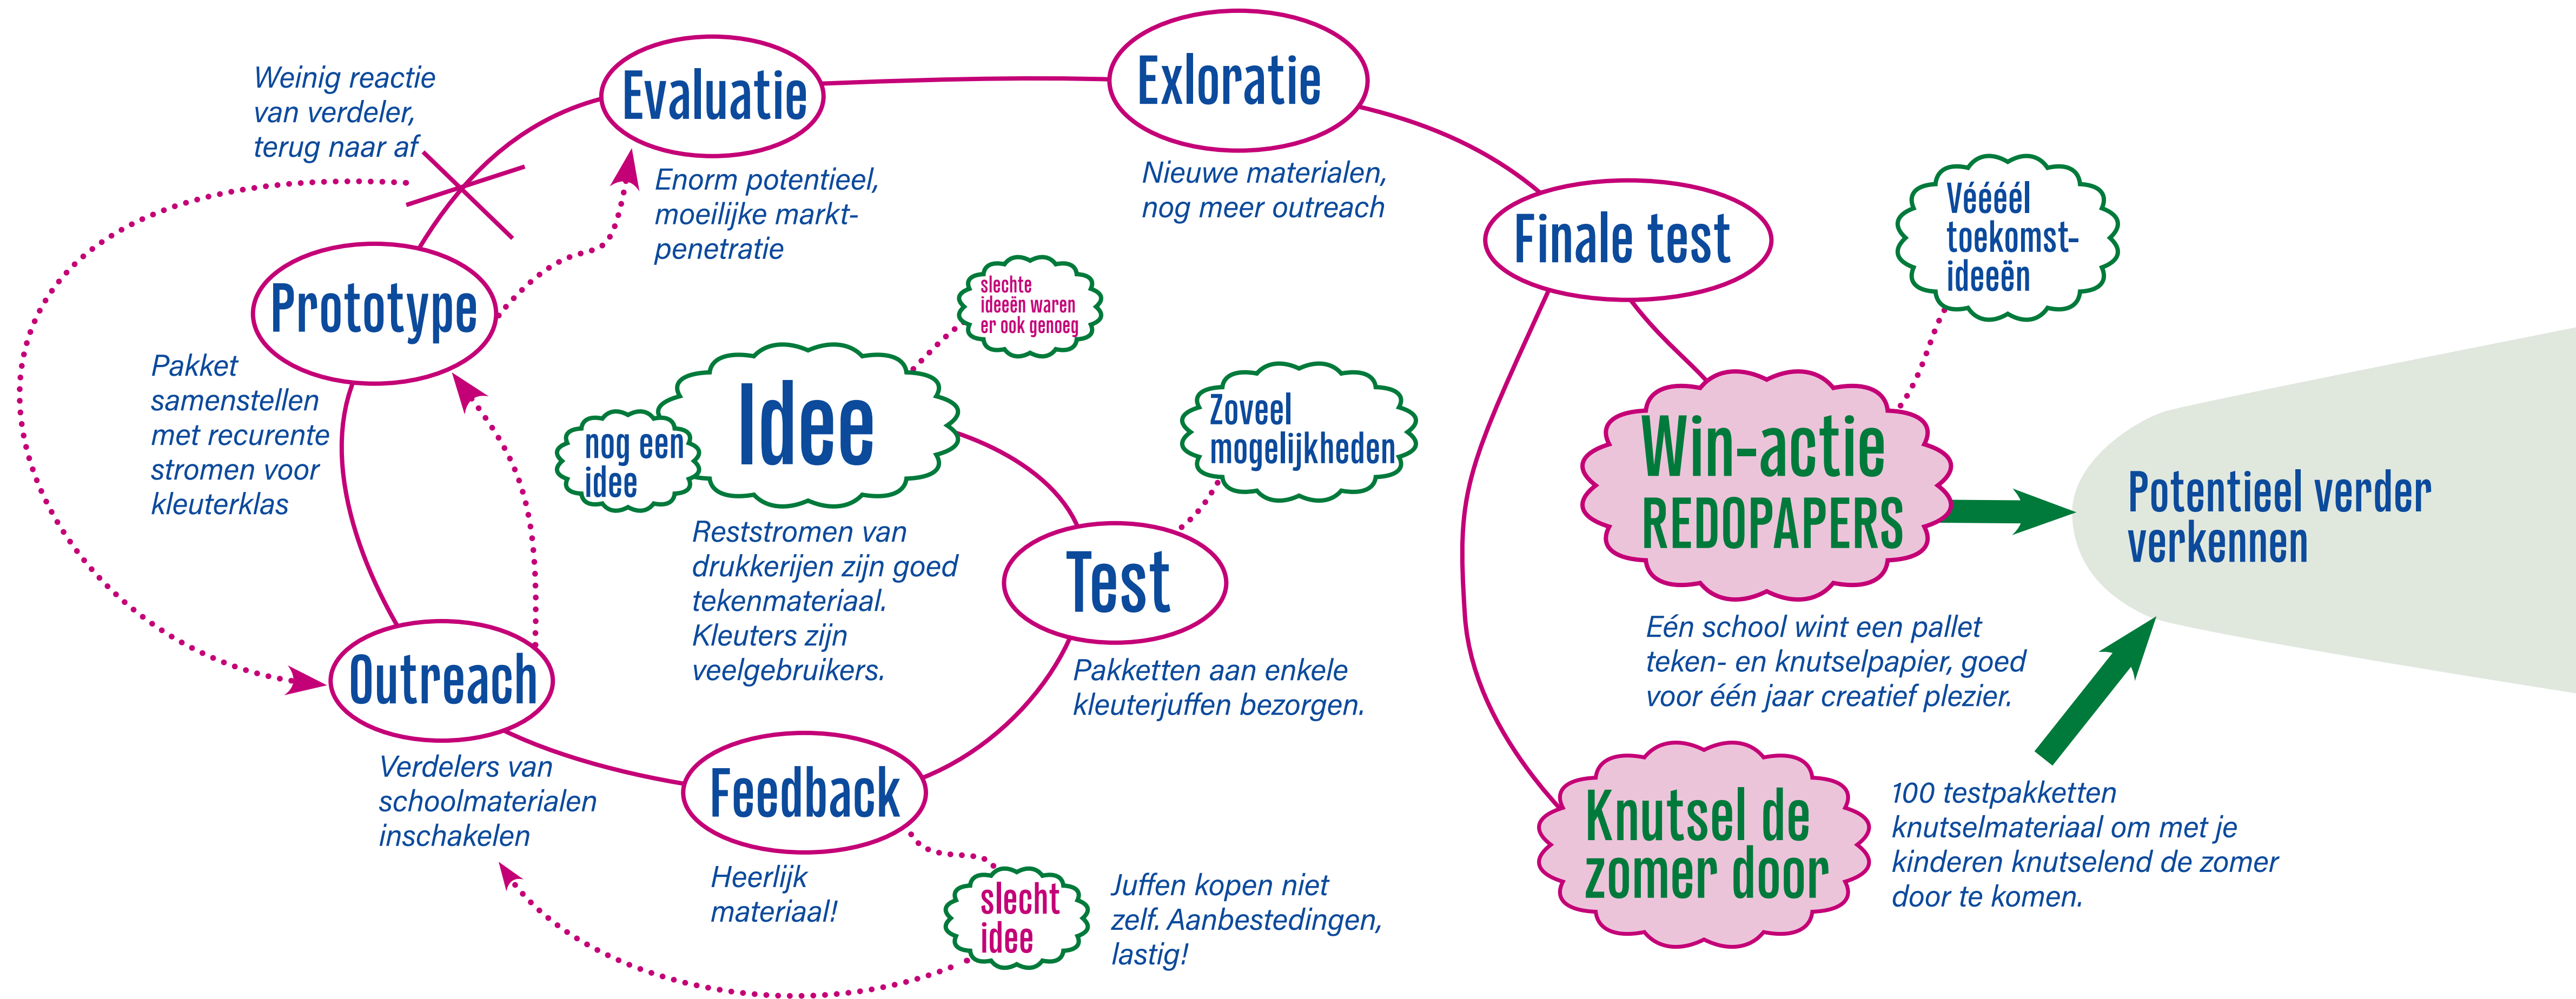 Weinig reactie
van verdeler,
terug naar af
Evaluatie
Enorm potentieel,
moeilijke markt-
penetratie
Exloratie
Nieuwe materialen,
nog meer outreach
Finale test
Véééél
toekomst-
ideeën
Prototype
Pakket
samenstellen
met recurente
stromen voor
kleuterklas
slechte
ideeën waren
er ook genoeg
Idee
nog een
idee
Reststromen van
drukkerijen zijn goed
tekenmateriaal.
Kleuters zijn
veelgebruikers.
Zoveel
mogelijkheden
Test
Pakketten aan enkele
kleuterjuffen bezorgen.
Win-actie
REDOPAPERS
Eén school wint een pallet
teken- en knutselpapier, goed
voor één jaar creatief plezier.
Potentieel verder
verkennen
Outreach
Verdelers van
schoolmaterialen
inschakelen
Feedback
Heerlijk
materiaal!
slecht
idee
Juffen kopen niet
zelf. Aanbestedingen,
lastig!
Knutsel de
zomer door
100 testpakketten
knutselmateriaal om met je
kinderen knutselend de zomer
door te komen.